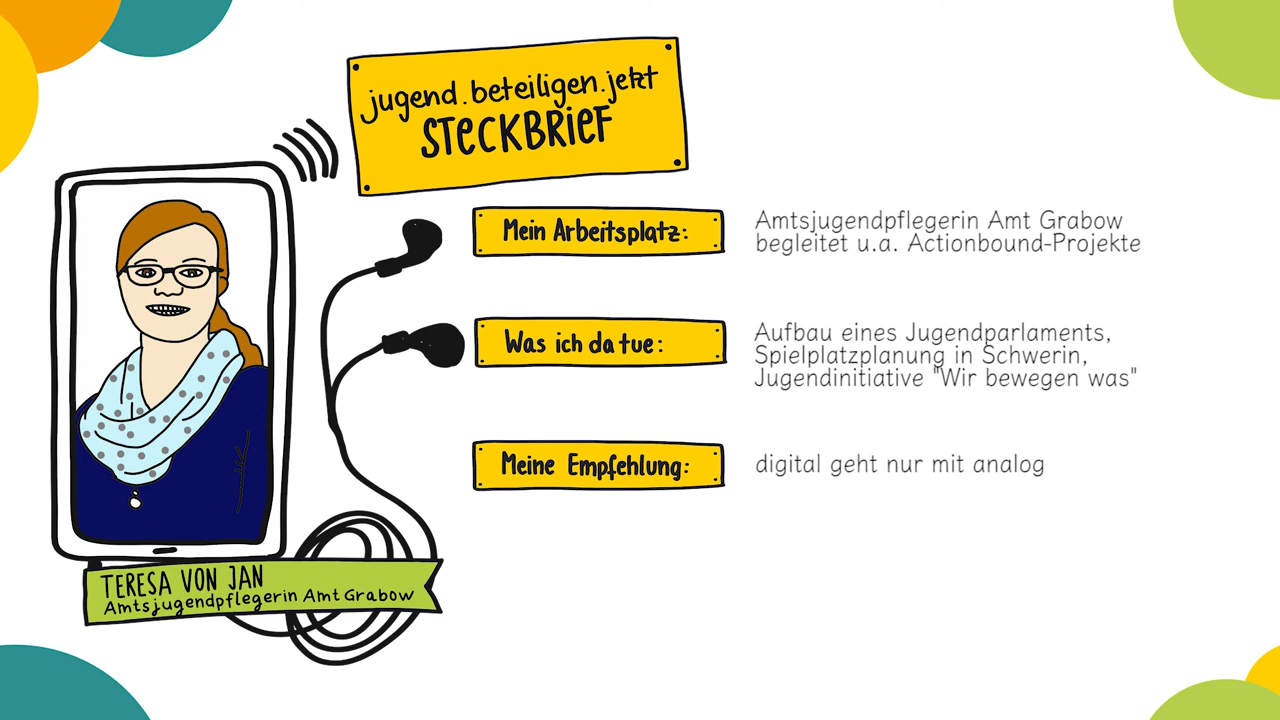 jugend.beteiligen.jetzt
STECKBRIEF
Mein Arbeitsplatz:
Amtsjugendpflegerin Amt Grabow
begleitet u.a. Actionbound-Projekte
Was ich da tue:
Aufbau eines Jugendparlaments,
Spielplatzplanung in Schwerin,
Jugendinitiative "Wir bewegen was"
Meine Empfehlung:
digital geht nur mit analog
TERESA VON JAN
Amtsjugendpflegerin Amt Grabow